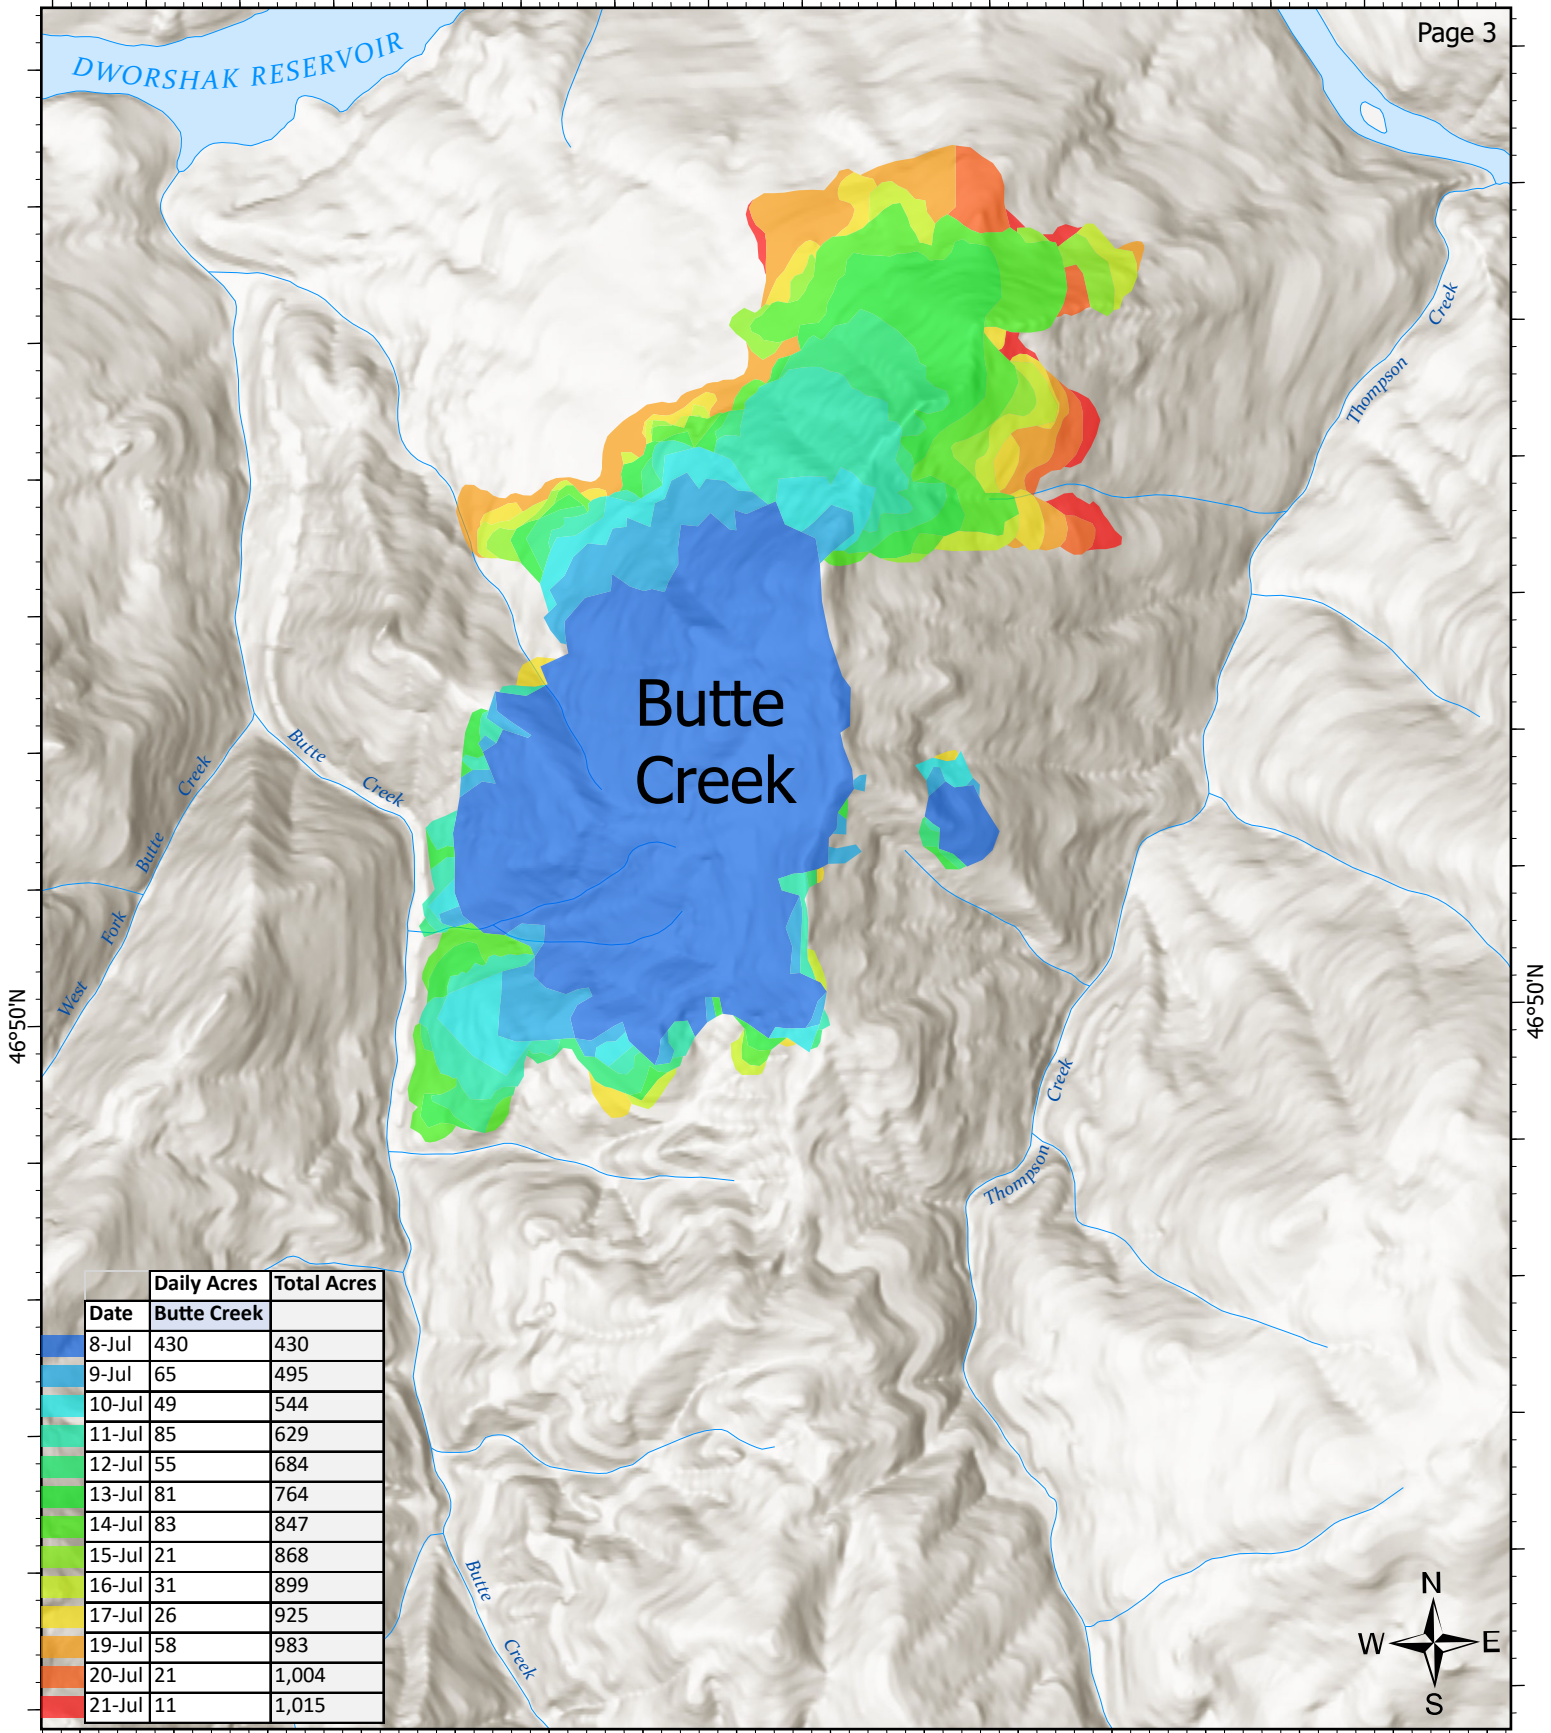 Page 3
DWORSHAK RESERVOIR
Creek
Thompson
Butte
Creek
Butte
Creek
Creek
Butte
Fork
West
46°50'N
46°50'N
Creek
Thompson
Daily Acres Total Acres
Date Butte Creek
8-Jul 430 430
9-Jul 65 495
10-Jul 49 544
11-Jul 85 629
12-Jul 55 684
13-Jul 81 764
14-Jul 83 847
15-Jul 21 868
16-Jul 31 899
17-Jul 26 925
19-Jul 58 983
20-Jul 21 1,004
21-Jul 11 1,015
Butte
Creek
N
W E
S